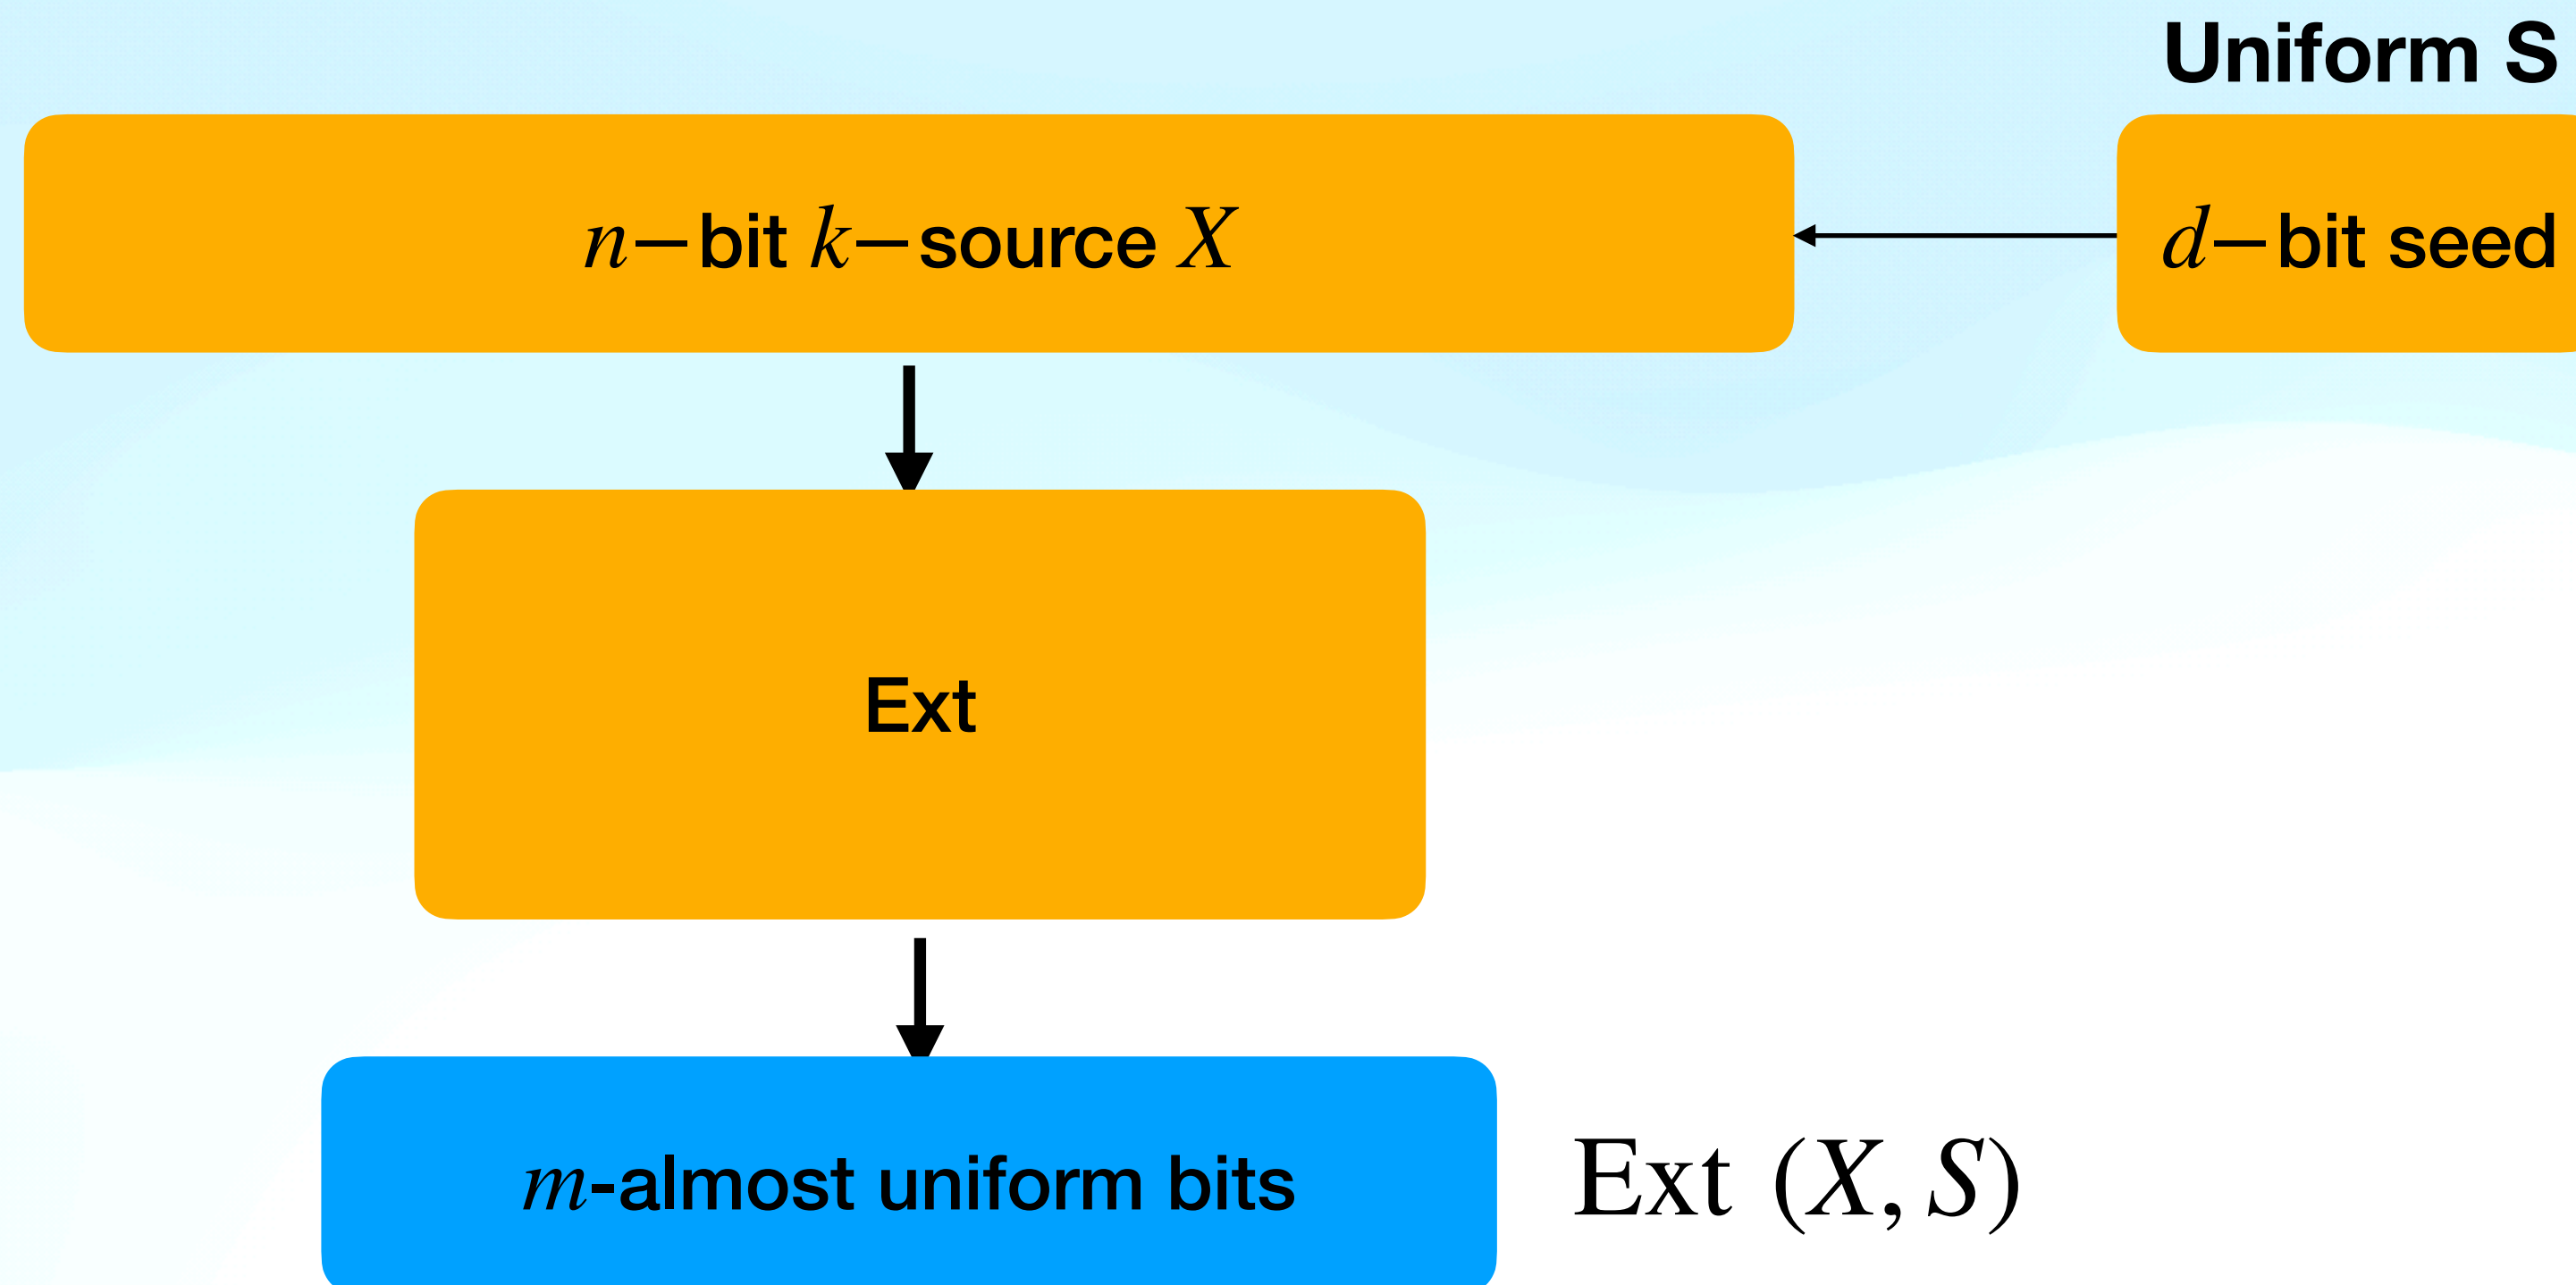 Uniform S
n–bit k–source X
d–bit seed
Ext
m-almost uniform bits
Ext (X, S)